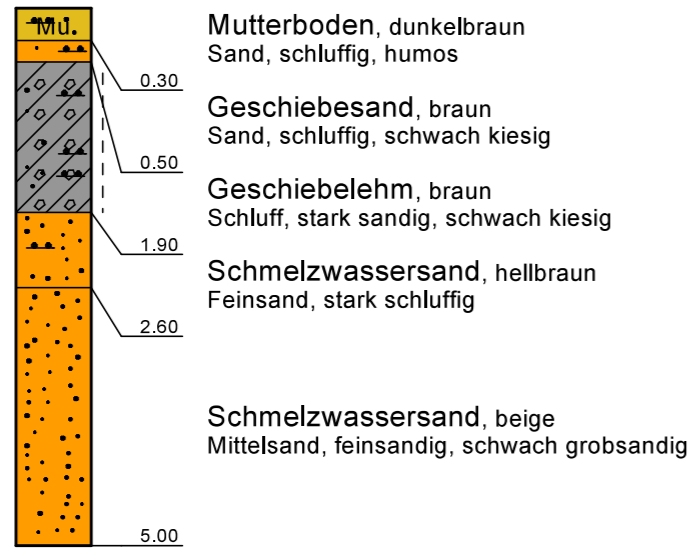 Mu.
Mutterboden, dunkelbraun
Sand, schluffig, humos
0.30
Geschiebesand, braun
Sand, schluffig, schwach kiesig
0.50
Geschiebelehm, braun
Schluff, stark sandig, schwach kiesig
1.90
Schmelzwassersand, hellbraun
Feinsand, stark schluffig
2.60
Schmelzwassersand, beige
Mittelsand, feinsandig, schwach grobsandig
5.00